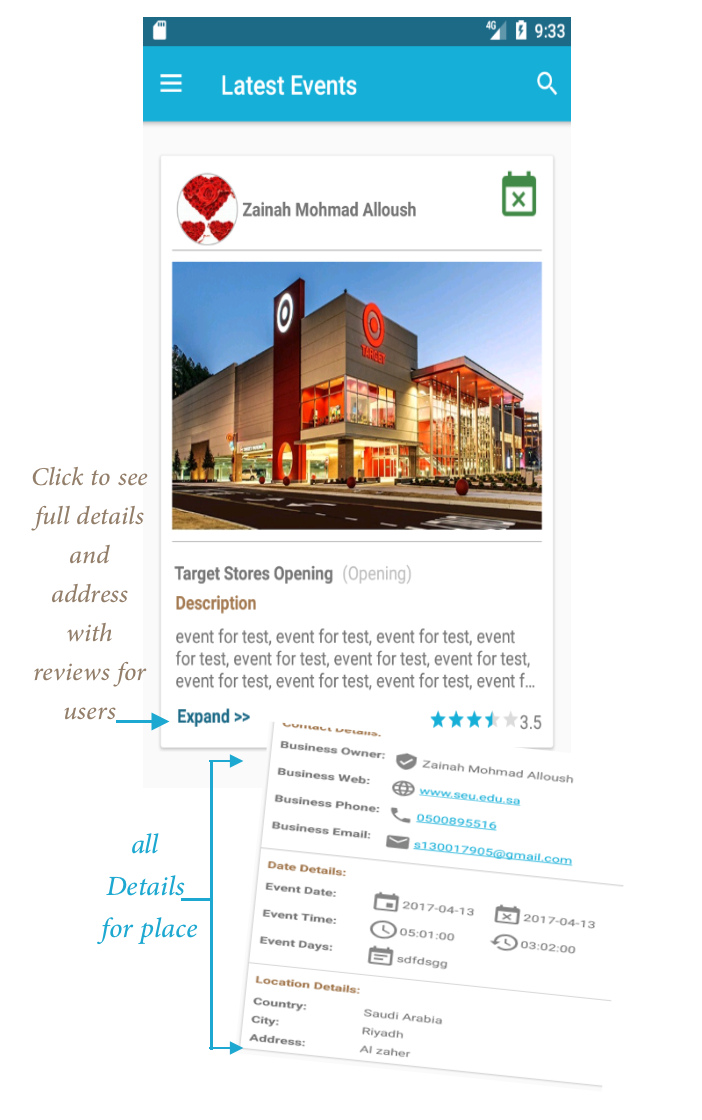 4G 9:33
Latest Events
Zainah Mohmad Alloush
TARGET
Target Stores Opening (Opening)
Description
event for test, event for test, event for test, event
for test, event for test, event for test, event for test,
event for test, event for test, event for test, event f...
Expand >> 3.5
Click to see
full details
and
address
with
reviews for
users
Contact Details:
Business Owner: Zainah Mohmad Alloush
Business Web: www.seu.edu.sa
Business Phone: 0500895516
Business Email: s130017905@gmail.com
Date Details:
Event Date: 2017-04-13 2017-04-13
Event Time: 05:01:00 03:02:00
Event Days: sdfdsgg
Location Details:
Country: Saudi Arabia
City: Riyadh
Address: Al zaher
all
Details
for place